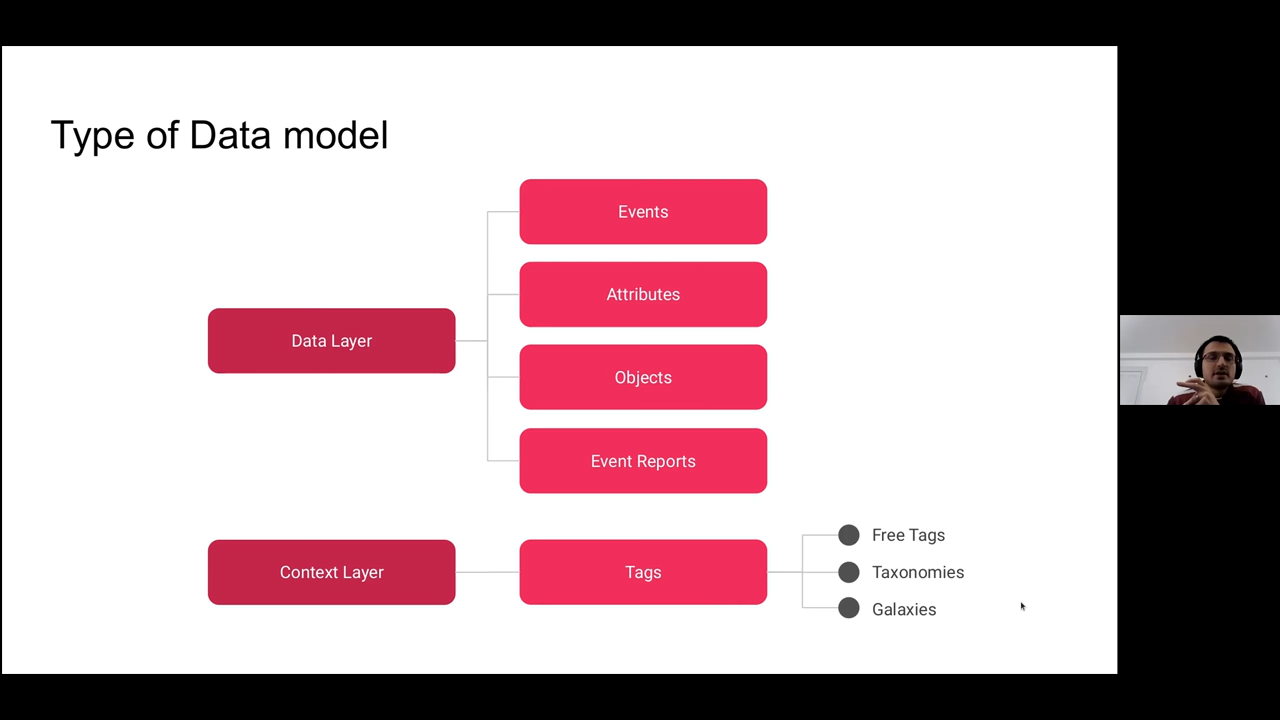 Type of Data model
Events
Attributes
Data Layer
Objects
Event Reports
Context Layer
Tags
Free Tags
Taxonomies
Galaxies